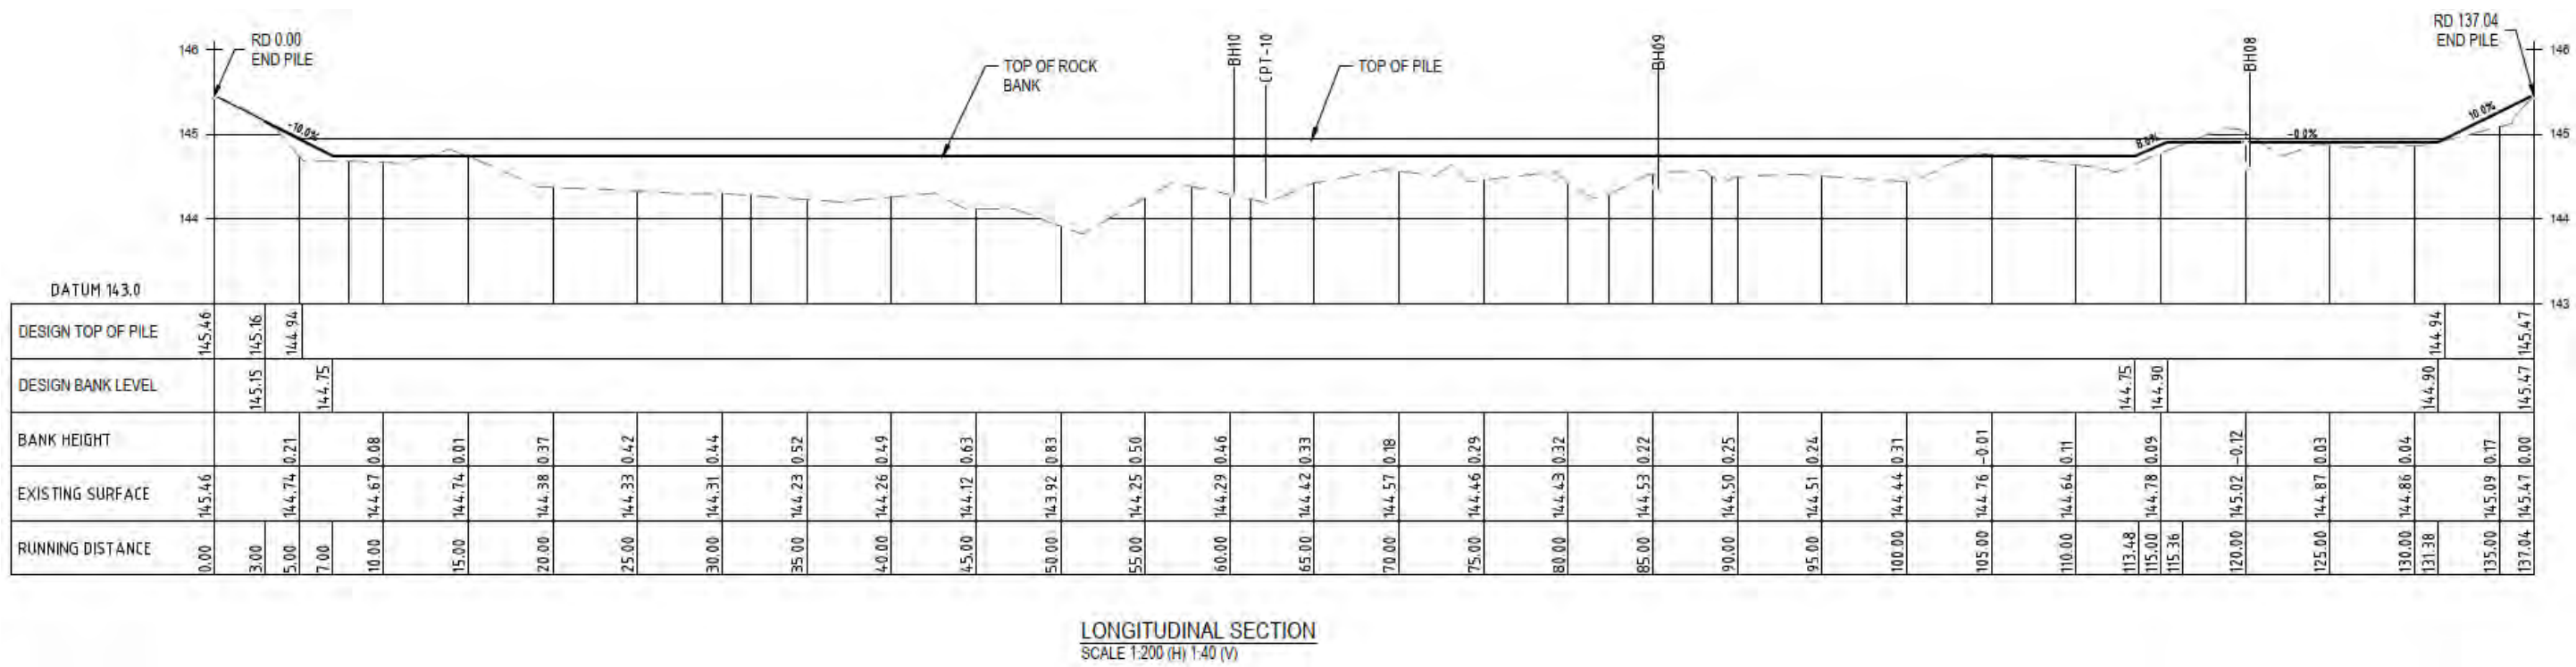 RD 0.00
END PILE
RD 137.04
END PILE
146
145
144
146
145
144
143
-10.0%
TOP OF ROCK
BANK
BH10
CPT-10
TOP OF PILE
BH09
BH08
8.0%
-0.0%
10.0%
DATUM 143.0
DESIGN TOP OF PILE 145.46 145.16 144.94 144.94 145.47
DESIGN BANK LEVEL 145.15 144.75 144.75 144.90 144.90 145.47
BANK HEIGHT 0.21 0.08 0.01 0.37 0.42 0.44 0.52 0.49 0.63 0.83 0.50 0.46 0.33 0.18 0.29 0.32 0.22 0.25 0.24 0.31 -0.01 0.11 0.09 -0.12 0.03 0.04 0.17 0.00
EXISTING SURFACE 145.46 144.74 144.67 144.74 144.38 144.33 144.31 144.23 144.26 144.12 143.92 144.25 144.29 144.42 144.57 144.46 144.43 144.53 144.50 144.51 144.44 144.76 144.64 144.78 145.02 144.87 144.86 145.09 145.47
RUNNING DISTANCE 0.00 3.00 5.00 7.00 10.00 15.00 20.00 25.00 30.00 35.00 40.00 45.00 50.00 55.00 60.00 65.00 70.00 75.00 80.00 85.00 90.00 95.00 100.00 105.00 110.00 113.48 115.00 115.36 120.00 125.00 130.00 131.38 135.00 137.04
LONGITUDINAL SECTION
SCALE 1:200 (H) 1:40 (V)